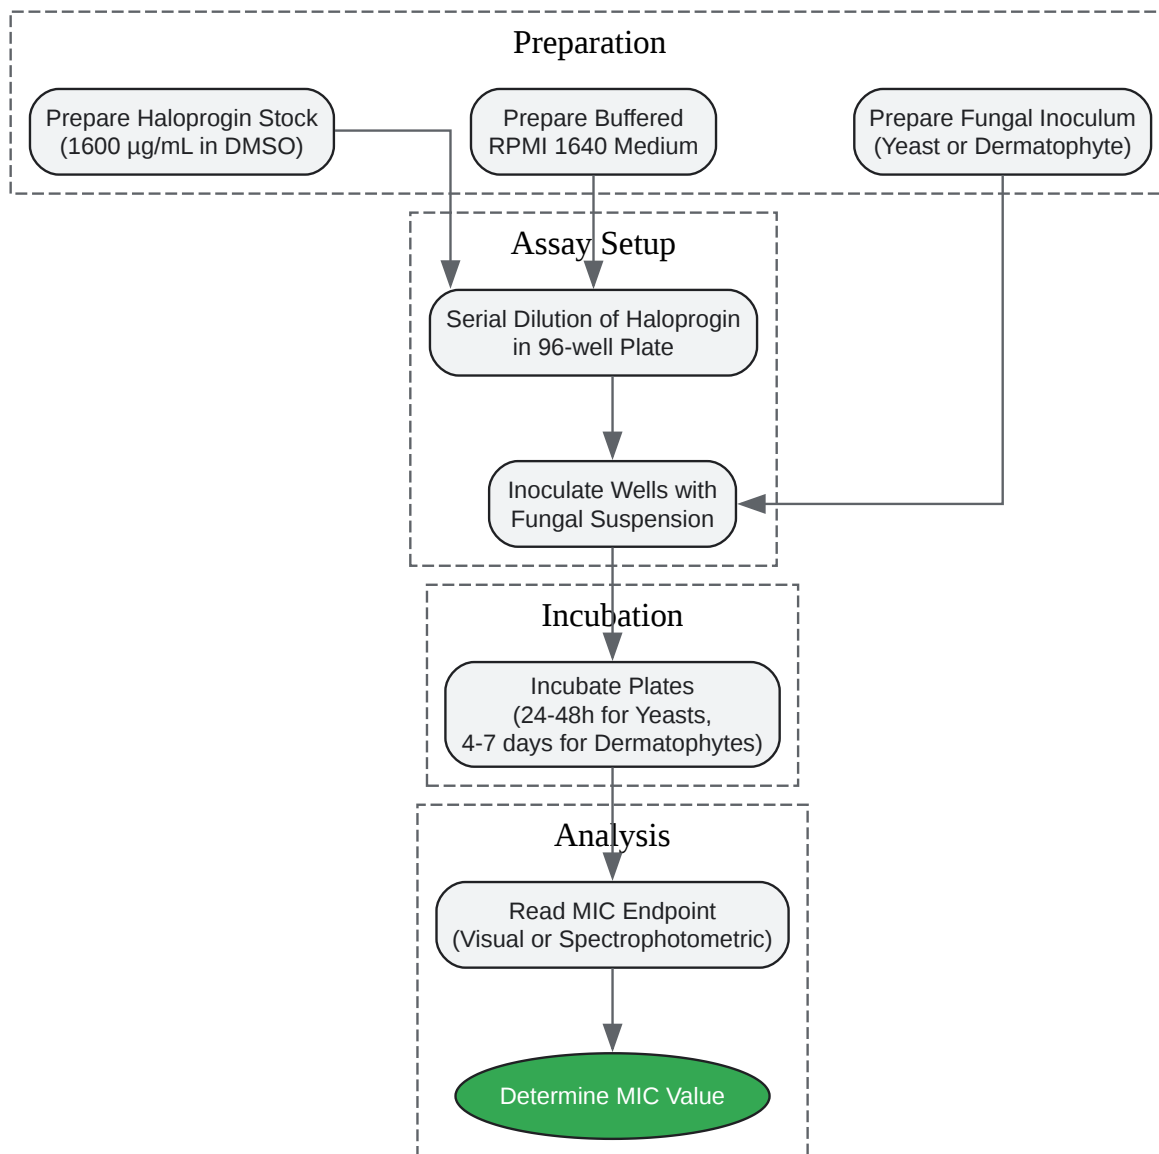 Preparation
Prepare Haloprogin Stock
(1600 µg/mL in DMSO)
Prepare Buffered
RPMI 1640 Medium
Prepare Fungal Inoculum
(Yeast or Dermatophyte)
Assay Setup
Serial Dilution of Haloprogin
in 96-well Plate
Inoculate Wells with
Fungal Suspension
Incubation
Incubate Plates
(24-48h for Yeasts,
4-7 days for Dermatophytes)
Analysis
Read MIC Endpoint
(Visual or Spectrophotometric)
Determine MIC Value